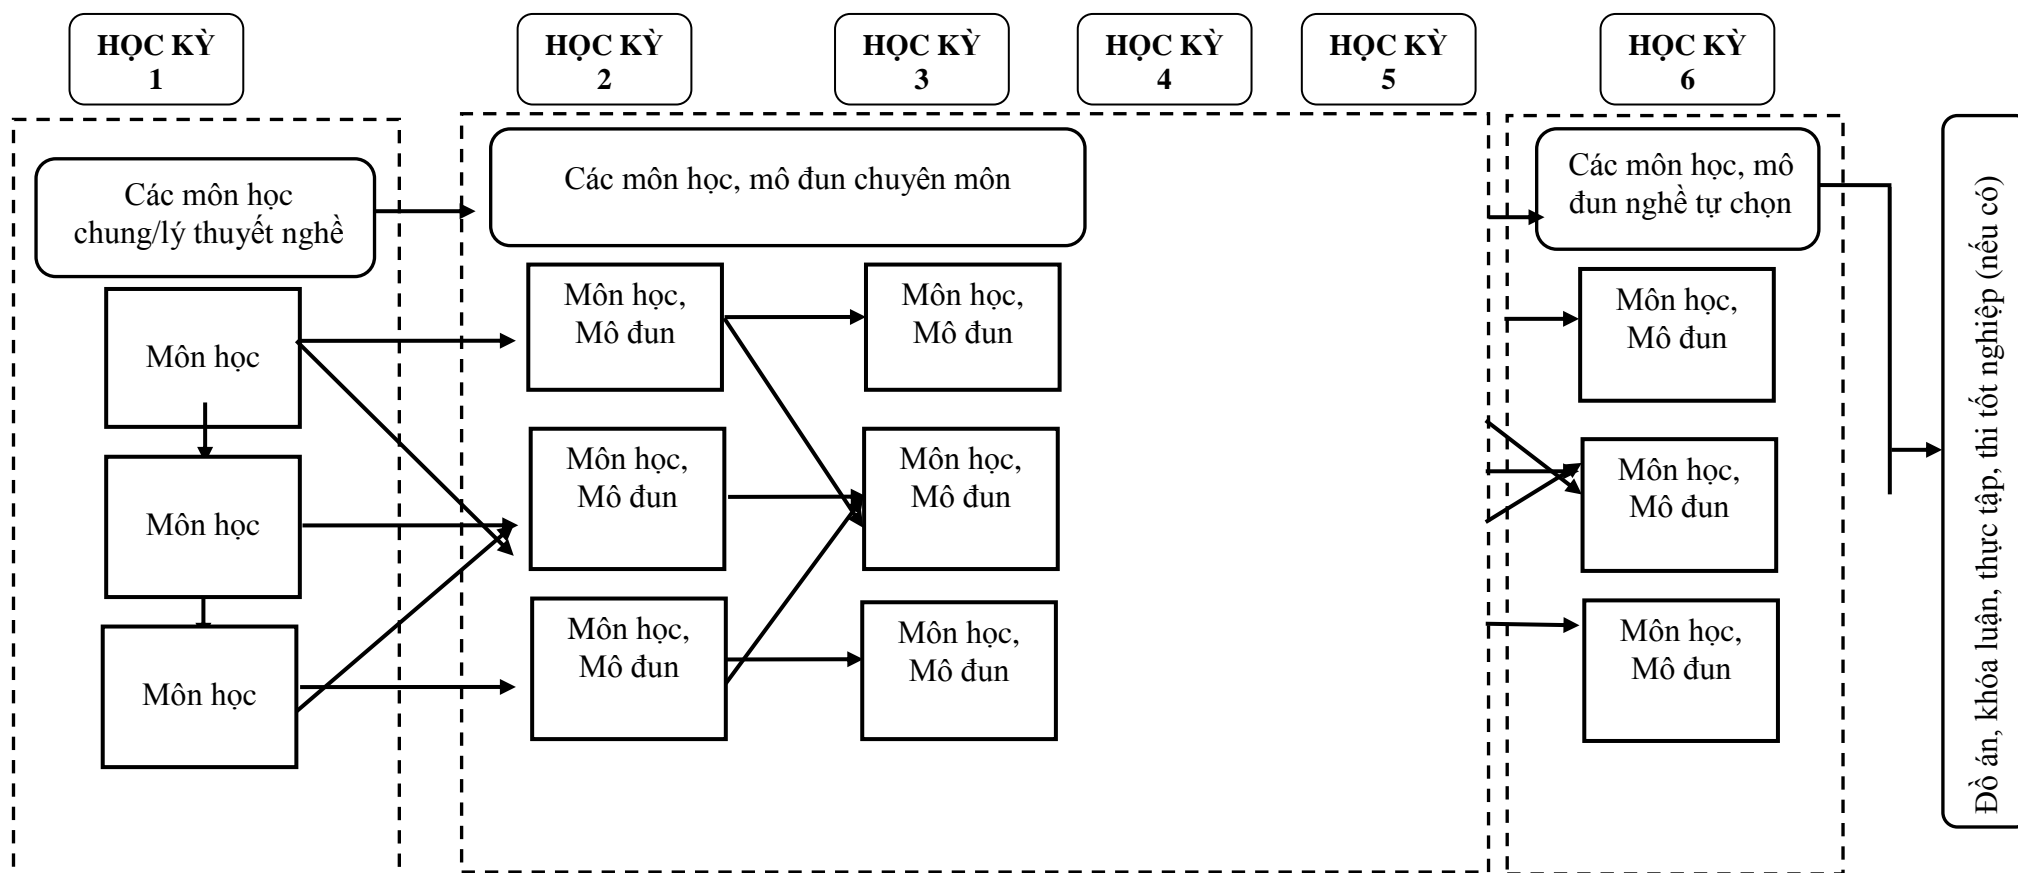 HỌC KỲ
1
HỌC KỲ
2
HỌC KỲ
3
HỌC KỲ
4
HỌC KỲ
5
HỌC KỲ
6
Các môn học
chung/lý thuyết nghề
Các môn học, mô đun chuyên môn
Các môn học, mô
đun nghề tự chọn
Môn học
Môn học
Môn học
Môn học,
Mô đun
Môn học,
Mô đun
Môn học,
Mô đun
Môn học,
Mô đun
Môn học,
Mô đun
Môn học,
Mô đun
Môn học,
Mô đun
Môn học,
Mô đun
Môn học,
Mô đun
Đồ án, khóa luận, thực tập, thi tốt nghiệp (nếu có)